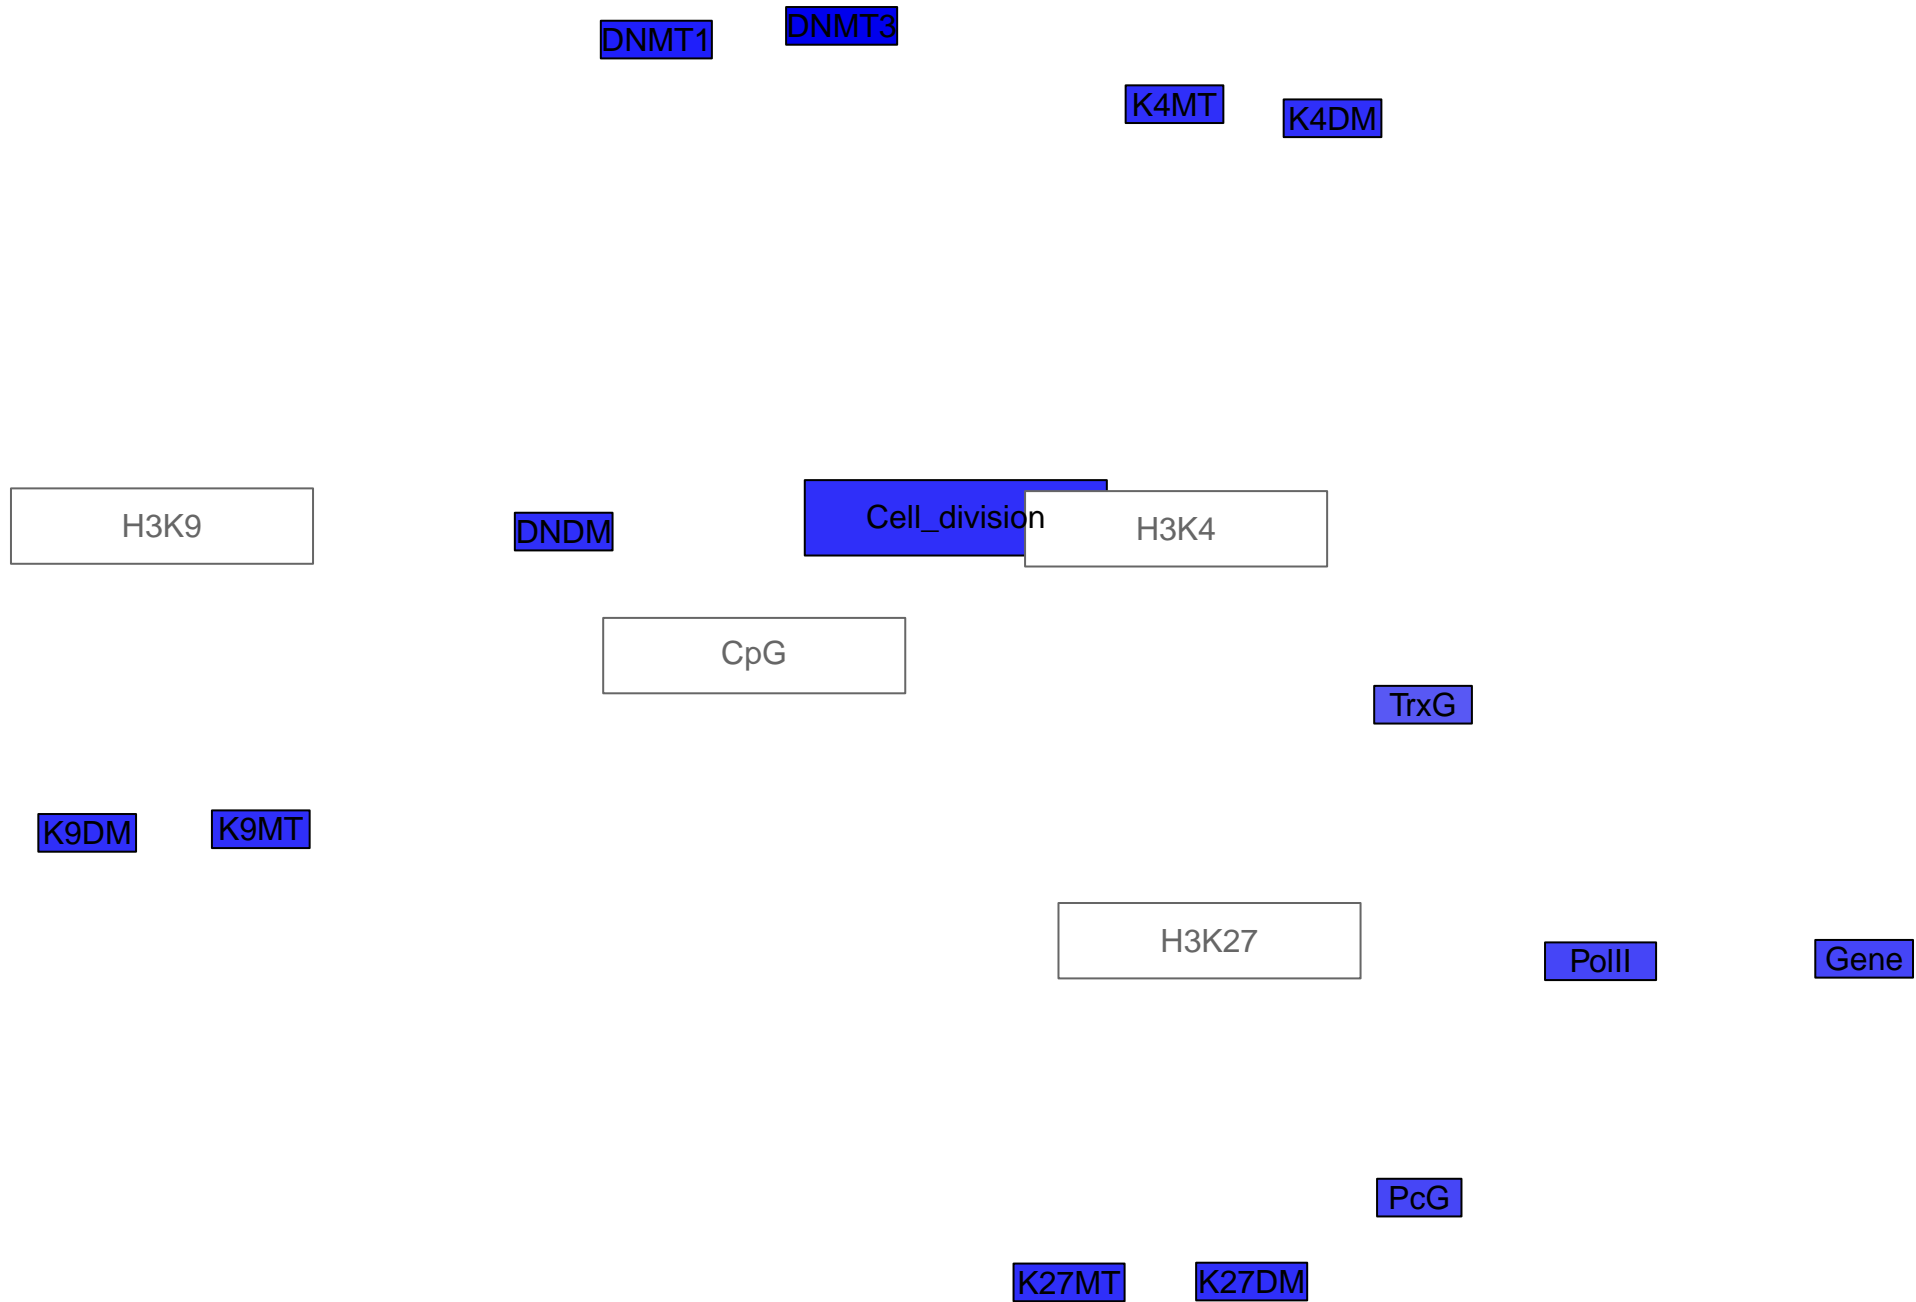 DNMT1
DNMT3
K4MT
K4DM
H3K9
DNDM
Cell_division
H3K4
CpG
TrxG
K9DM
K9MT
H3K27
PolII
Gene
PcG
K27MT
K27DM